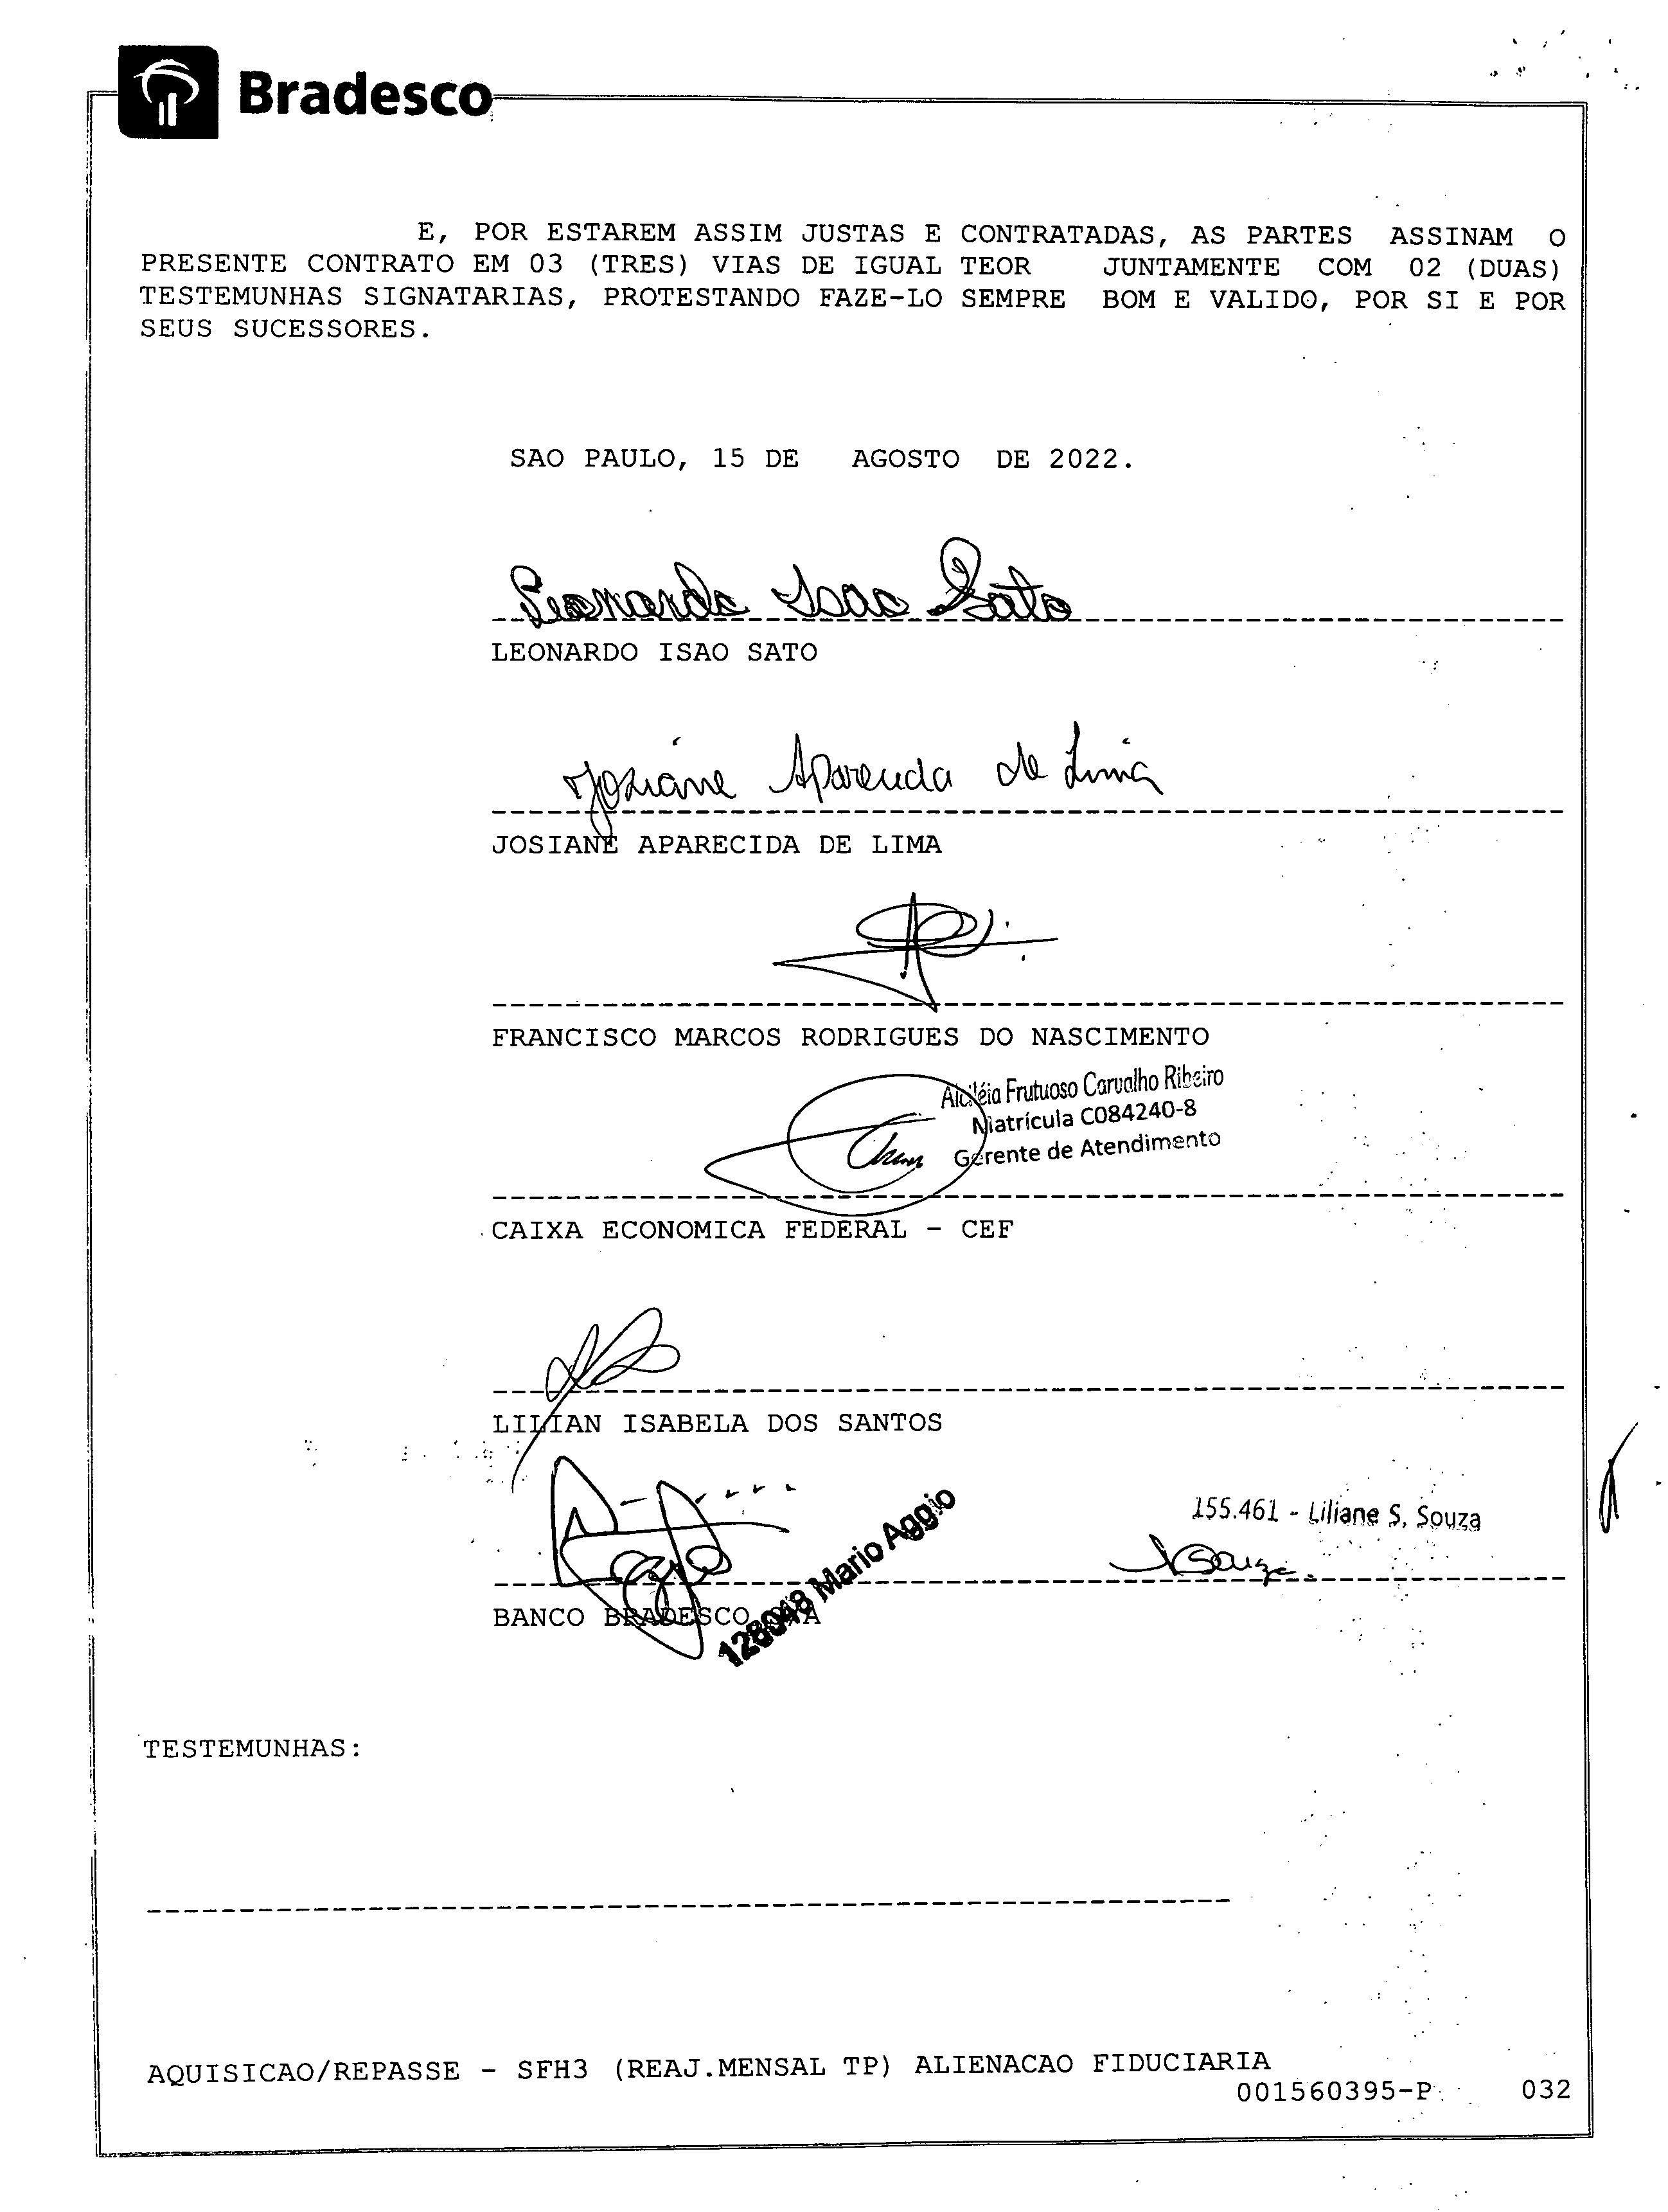 Bradesco
E, POR ESTAREM ASSIM JUSTAS E CONTRATADAS, AS PARTES ASSINAM O
PRESENTE CONTRATO EM 03 (TRES) VIAS DE IGUAL TEOR JUNTAMENTE COM 02 (DUAS)
TESTEMUNHAS SIGNATARIAS, PROTESTANDO FAZE-LO SEMPRE BOM E VALIDO, POR SI E POR
SEUS SUCESSORES.
SAO PAULO, 15 DE AGOSTO DE 2022.
Leonardo Isao Sato
LEONARDO ISAO SATO
Josiane Aparecida de Lima
JOSIANE APARECIDA DE LIMA
FRANCISCO MARCOS RODRIGUES DO NASCIMENTO
Alciléia Frutuoso Carvalho Ribeiro
Matrícula C084240-8
Gerente de Atendimento
CAIXA ECONOMICA FEDERAL - CEF
LILIAN ISABELA DOS SANTOS
128048 Mario Aggio
155.461 - Liliane S. Souza
LSouza.
BANCO BRADESCO S/A
TESTEMUNHAS:
AQUISICAO/REPASSE - SFH3 (REAJ.MENSAL TP) ALIENACAO FIDUCIARIA
001560395-P 032